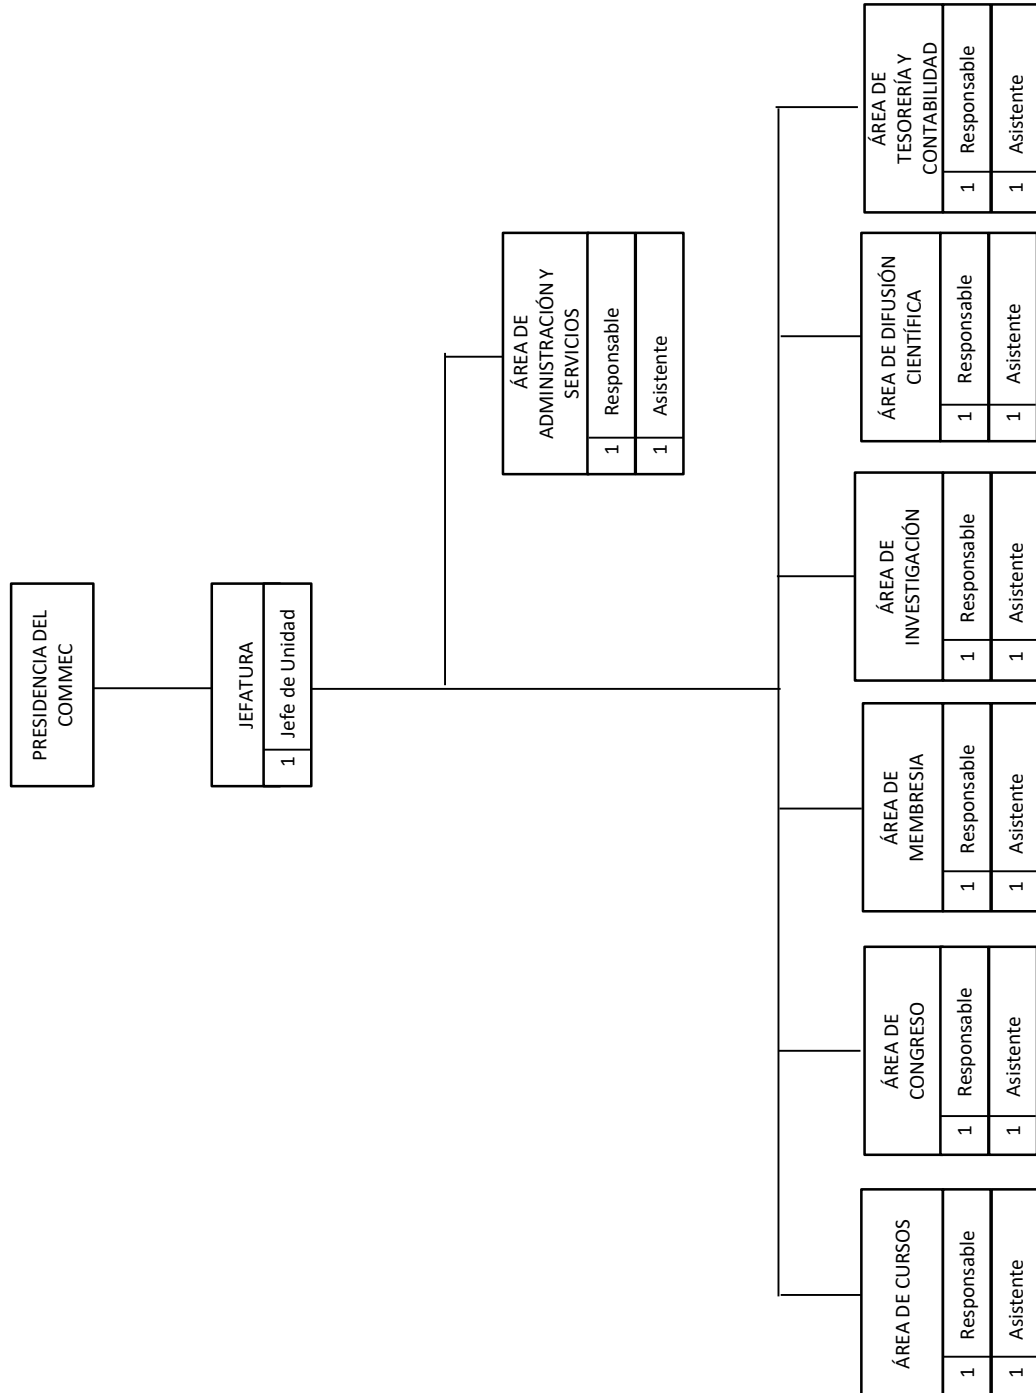 PRESIDENCIA DEL
COMMEC
JEFATURA
1 Jefe de Unidad
ÁREA DE
ADMINISTRACIÓN Y
SERVICIOS
1 Responsable
1 Asistente
ÁREA DE CURSOS
1 Responsable
1 Asistente
ÁREA DE
CONGRESO
1 Responsable
1 Asistente
ÁREA DE
MEMBRESIA
1 Responsable
1 Asistente
ÁREA DE
INVESTIGACIÓN
1 Responsable
1 Asistente
ÁREA DE DIFUSIÓN
CIENTÍFICA
1 Responsable
1 Asistente
ÁREA DE
TESORERÍA Y
CONTABILIDAD
1 Responsable
1 Asistente